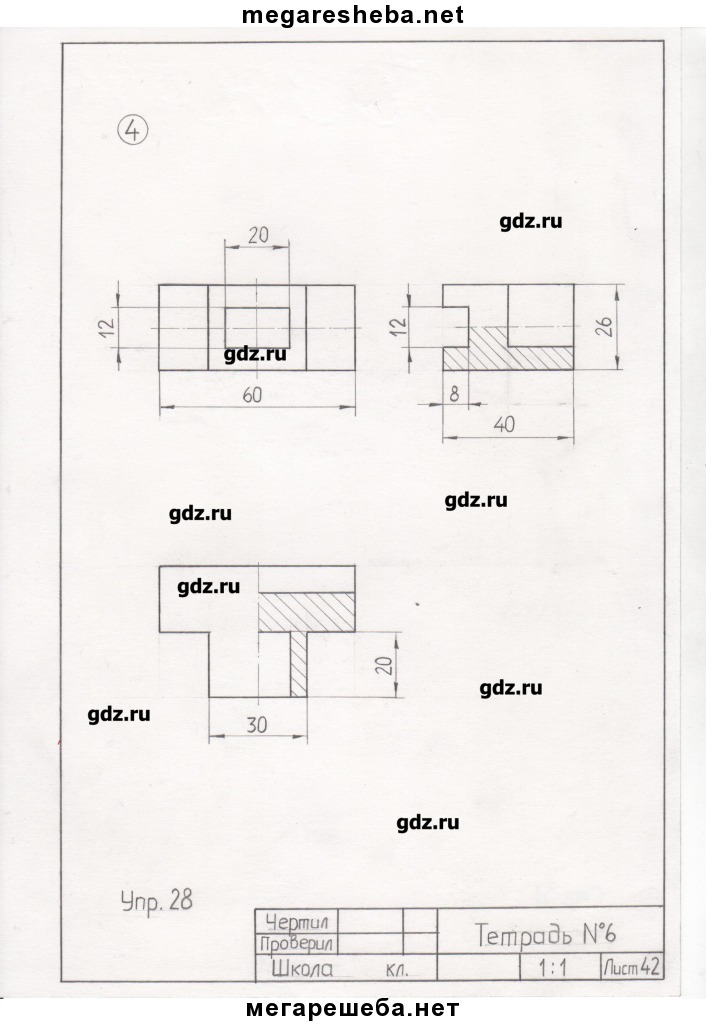 megaresheba.net
4
gdz.ru
20
12
12
26
gdz.ru
60
8
40
gdz.ru
gdz.ru
gdz.ru
20
gdz.ru
gdz.ru
30
gdz.ru
Упр. 28
Чертил
Проверил
Тетрадь №6
Школа кл.
1:1
Лист 42
мегарешеба.нет